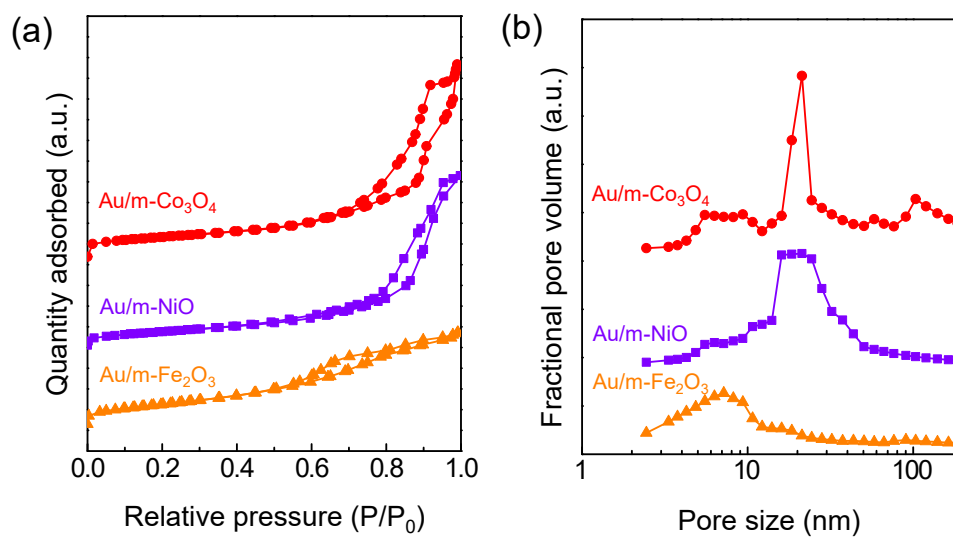 (a)
Quantity adsorbed (a.u.)
Au/m-Co₃O₄
Au/m-NiO
Au/m-Fe₂O₃
0.0 0.2 0.4 0.6 0.8 1.0
Relative pressure (P/P₀)
(b)
Fractional pore volume (a.u.)
Au/m-Co₃O₄
Au/m-NiO
Au/m-Fe₂O₃
1 10 100
Pore size (nm)